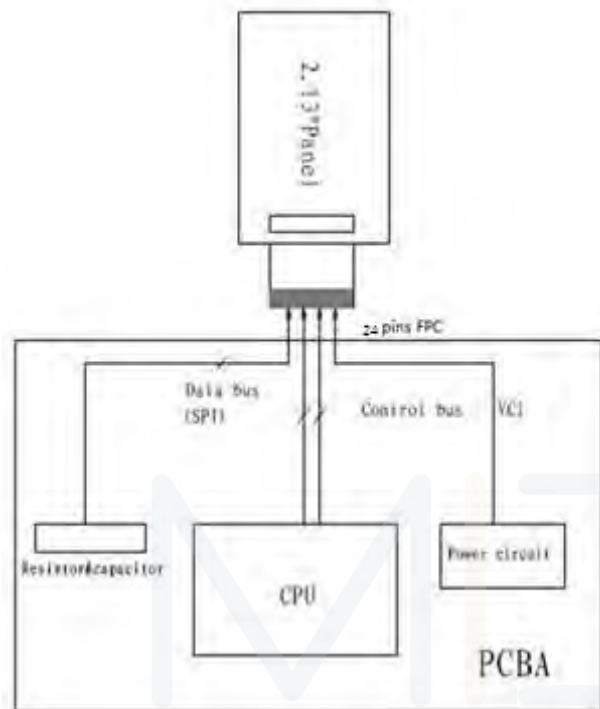 2.13"Panel
24 pins FPC
Data bus
(SPI)
Control bus
VCI
Resistor&capacitor
CPU
Power circuit
PCBA